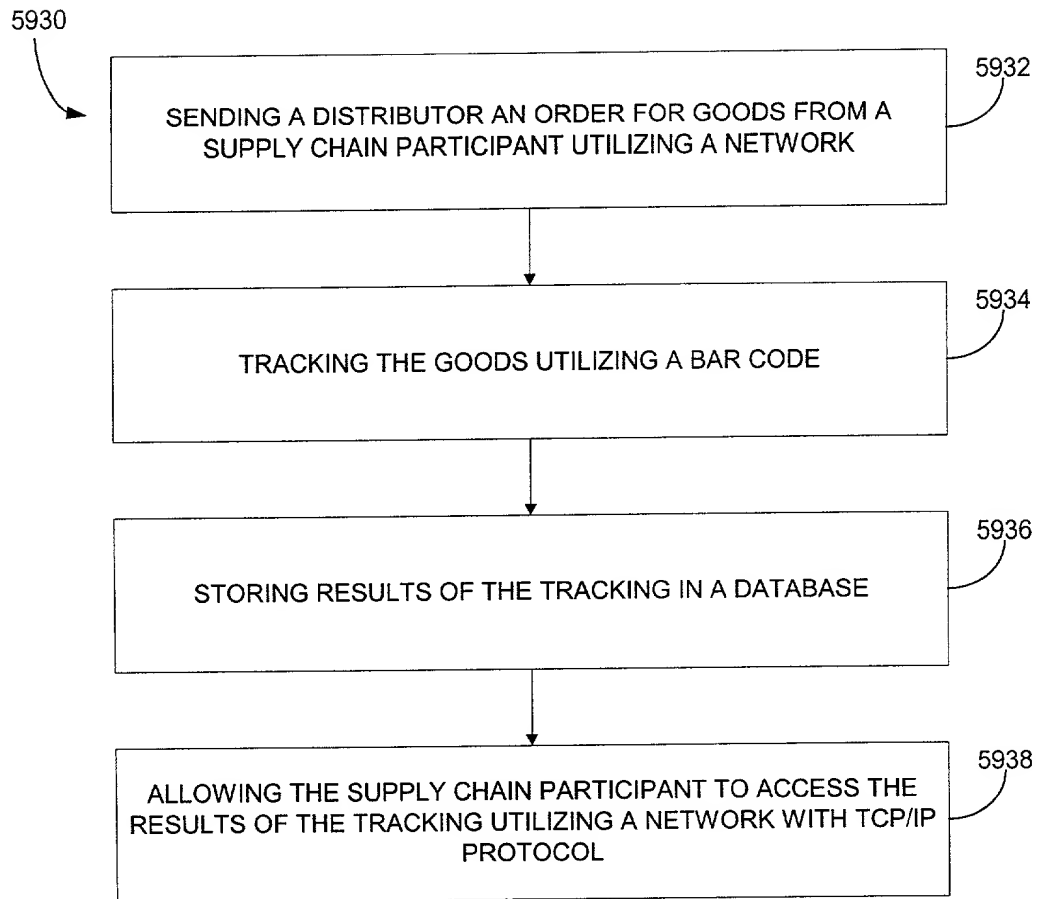 5930
5932
SENDING A DISTRIBUTOR AN ORDER FOR GOODS FROM A
SUPPLY CHAIN PARTICIPANT UTILIZING A NETWORK
5934
TRACKING THE GOODS UTILIZING A BAR CODE
5936
STORING RESULTS OF THE TRACKING IN A DATABASE
5938
ALLOWING THE SUPPLY CHAIN PARTICIPANT TO ACCESS THE
RESULTS OF THE TRACKING UTILIZING A NETWORK WITH TCP/IP
PROTOCOL